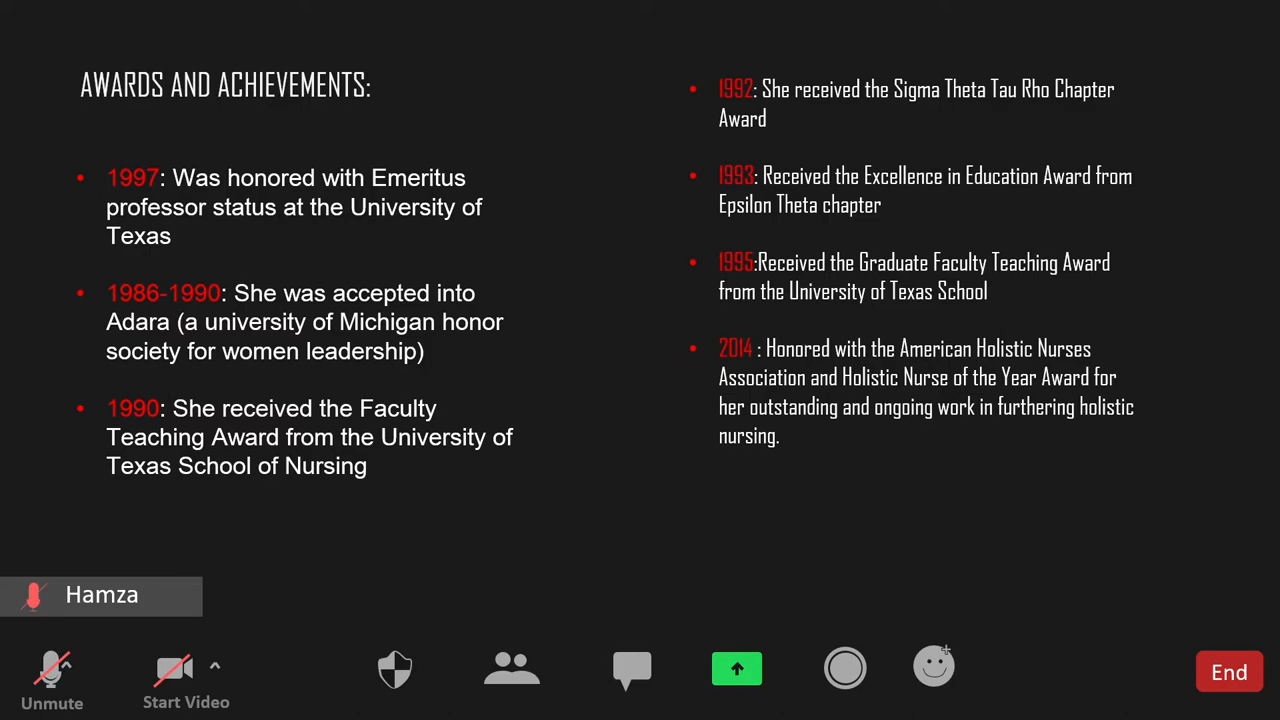 AWARDS AND ACHIEVEMENTS:
• 1997: Was honored with Emeritus
professor status at the University of
Texas
• 1986-1990: She was accepted into
Adara (a university of Michigan honor
society for women leadership)
• 1990: She received the Faculty
Teaching Award from the University of
Texas School of Nursing
• 1992: She received the Sigma Theta Tau Rho Chapter
Award
• 1993: Received the Excellence in Education Award from
Epsilon Theta chapter
• 1995:Received the Graduate Faculty Teaching Award
from the University of Texas School
• 2014 : Honored with the American Holistic Nurses
Association and Holistic Nurse of the Year Award for
her outstanding and ongoing work in furthering holistic
nursing.
Hamza
Unmute
Start Video
End